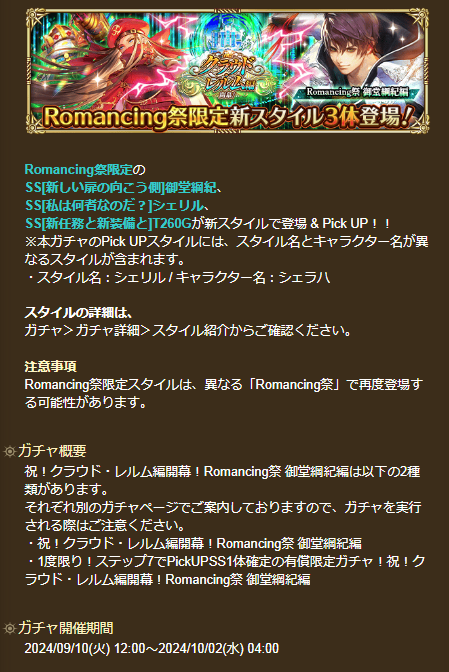 クラウド・
レルム編
開幕
Romancing祭 御堂綱紀編
Romancing祭限定新スタイル3体登場!
Romancing祭限定の
SS[新しい扉の向こう側]御堂綱紀、
SS[私は何者なのだ？]シェリル、
SS[新任務と新装備と]T260Gが新スタイルで登場 & Pick UP！！
※本ガチャのPick UPスタイルには、スタイル名とキャラクター名が異
なるスタイルが含まれます。
・スタイル名：シェリル / キャラクター名：シェラハ
スタイルの詳細は、
ガチャ＞ガチャ詳細＞スタイル紹介からご確認ください。
注意事項
Romancing祭限定スタイルは、異なる「Romancing祭」で再度登場す
る可能性があります。
ガチャ概要
祝！クラウド・レルム編開幕！Romancing祭 御堂綱紀編は以下の2種
類があります。
それぞれ別のガチャページでご案内しておりますので、ガチャを実行
される際はご注意ください。
・祝！クラウド・レルム編開幕！Romancing祭 御堂綱紀編
・1度限り！ステップ7でPickUPSS1体確定の有償限定ガチャ！祝！ク
ラウド・レルム編開幕！Romancing祭 御堂綱紀編
ガチャ開催期間
2024/09/10(火) 12:00～2024/10/02(水) 04:00